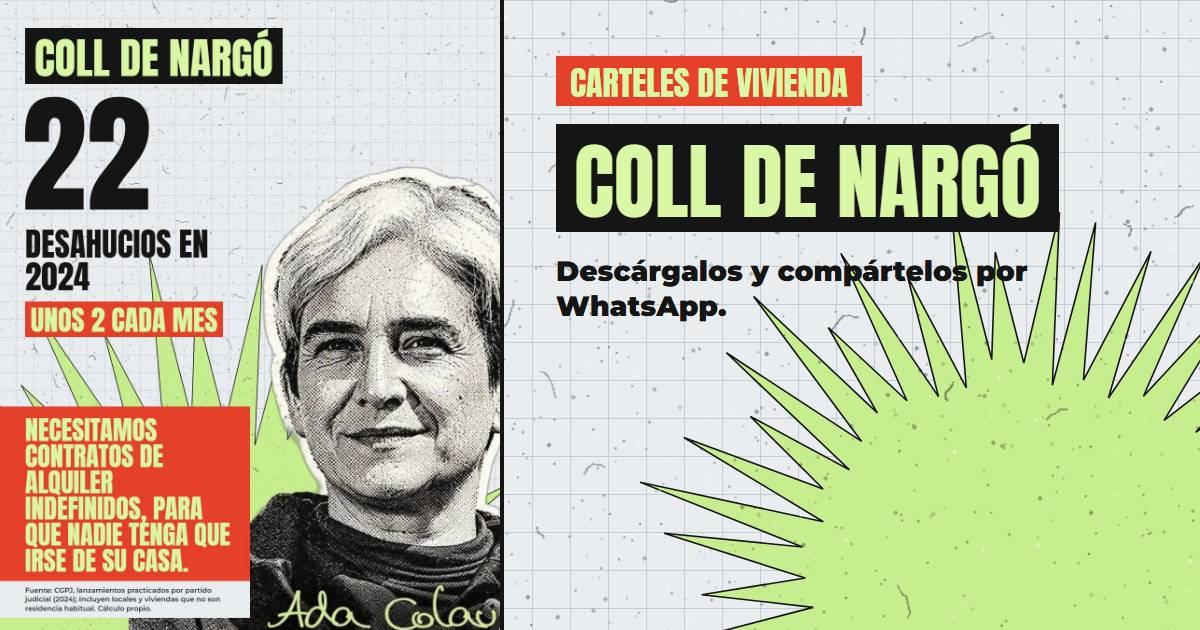 COLL DE NARGÓ
22
DESAHUCIOS EN
2024
UNOS 2 CADA MES
NECESITAMOS
CONTRATOS DE
ALQUILER
INDEFINIDOS, PARA
QUE NADIE TENGA QUE
IRSE DE SU CASA.
Fuente: CGPJ, lanzamientos practicados por partido
judicial (2024); incluyen locales y viviendas que no son
residencia habitual. Cálculo propio.
Ada Colau
CARTELES DE VIVIENDA
COLL DE NARGÓ
Descárgalos y compártelos por
WhatsApp.